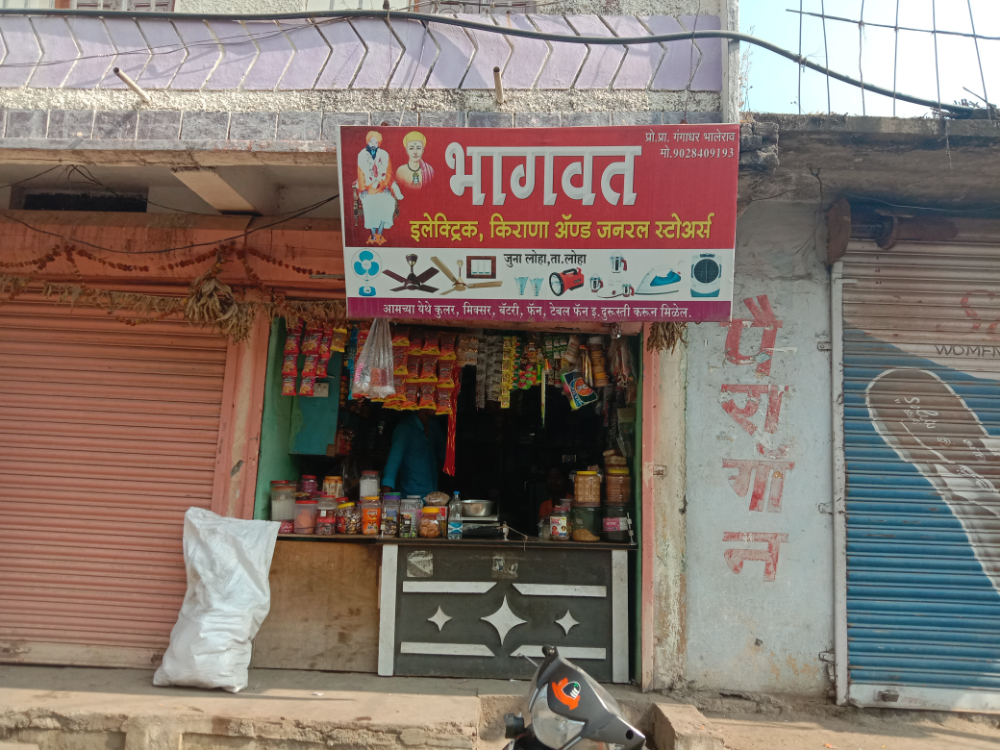 प्रो.प्रा. गंगाधर भालेराव
मो.9028409193
भागवत
इलेक्ट्रिक, किराणा ॲण्ड जनरल स्टोअर्स
जुना लोहा,ता.लोहा
आमच्या येथे कुलर, मिक्सर, बॅटरी, फॅन, टेबल फॅन इ.दुरूस्ती करून मिळेल.
पैरागॉन
WOMEN